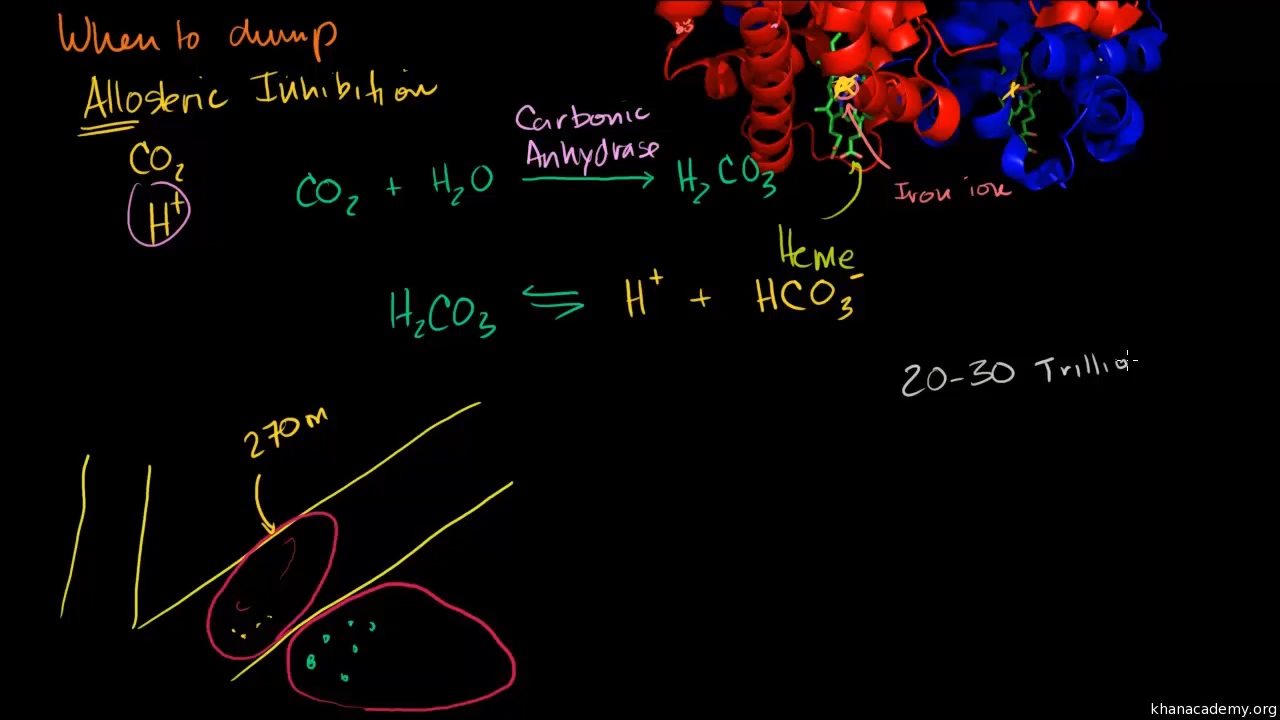 When to dump
Allosteric Inhibition
CO₂
H⁺
Carbonic
Anhydrase
CO₂ + H₂O → H₂CO₃
Iron ion
Heme
H₂CO₃ ⇌ H⁺ + HCO₃⁻
20-30 Trillio
270m
khanacademy.org